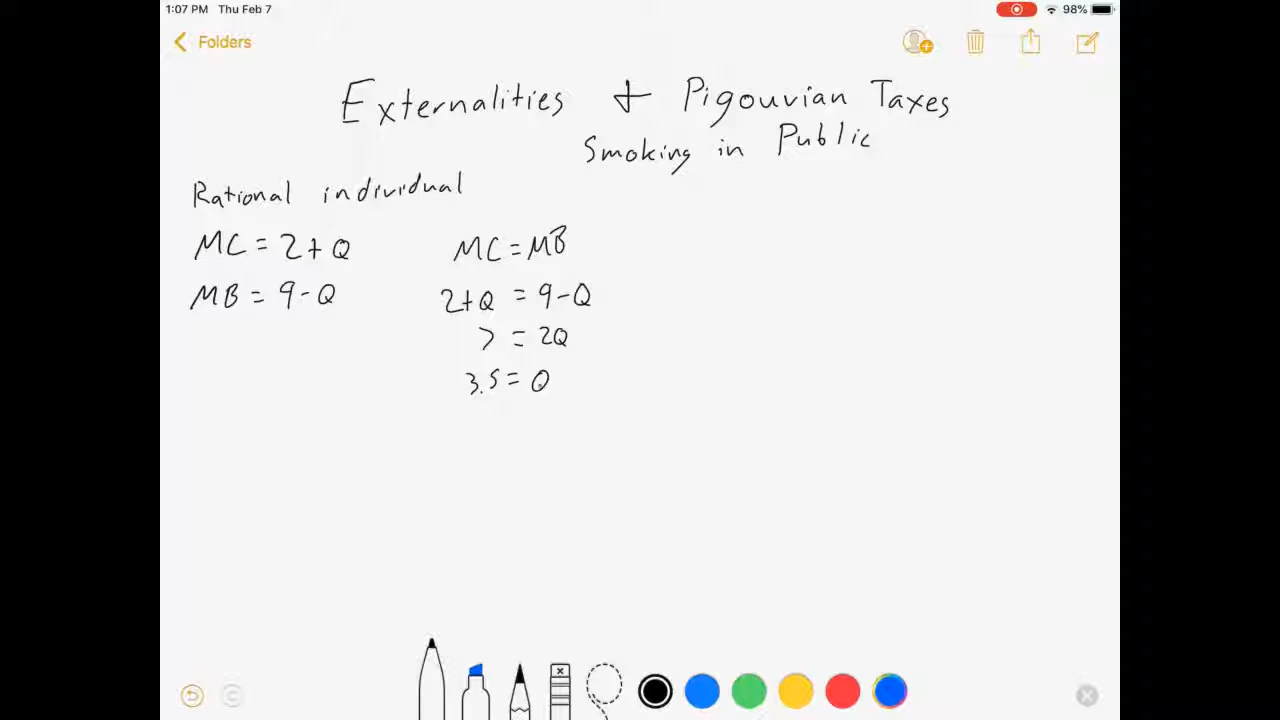 1:07 PM Thu Feb 7 98%
Folders
Externalities + Pigouvian Taxes
Smoking in Public
Rational individual
MC = 2+Q
MB = 9-Q
MC = MB
2+Q = 9-Q
7 = 2Q
3.5 = Q